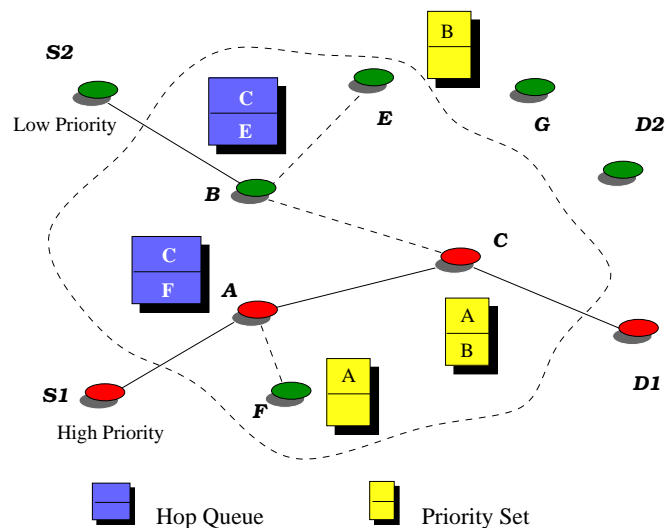 B
S2
C
E
E
G
D2
Low Priority
B
C
C
F
A
A
B
S1
A
F
D1
High Priority
Hop Queue
Priority Set